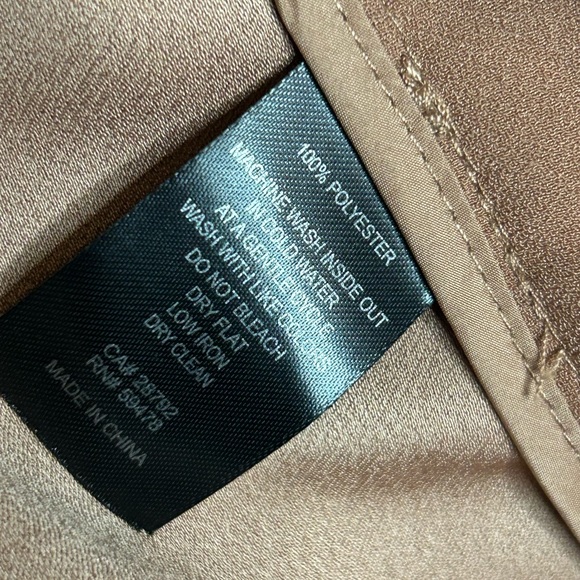 100% POLYESTER
MACHINE WASH INSIDE OUT
IN COLD WATER
AT A GENTLE CYCLE
WASH WITH LIKE COLORS
DO NOT BLEACH
DRY FLAT
LOW IRON
DRY CLEAN
CA# 28792
RN# 59478
MADE IN CHINA